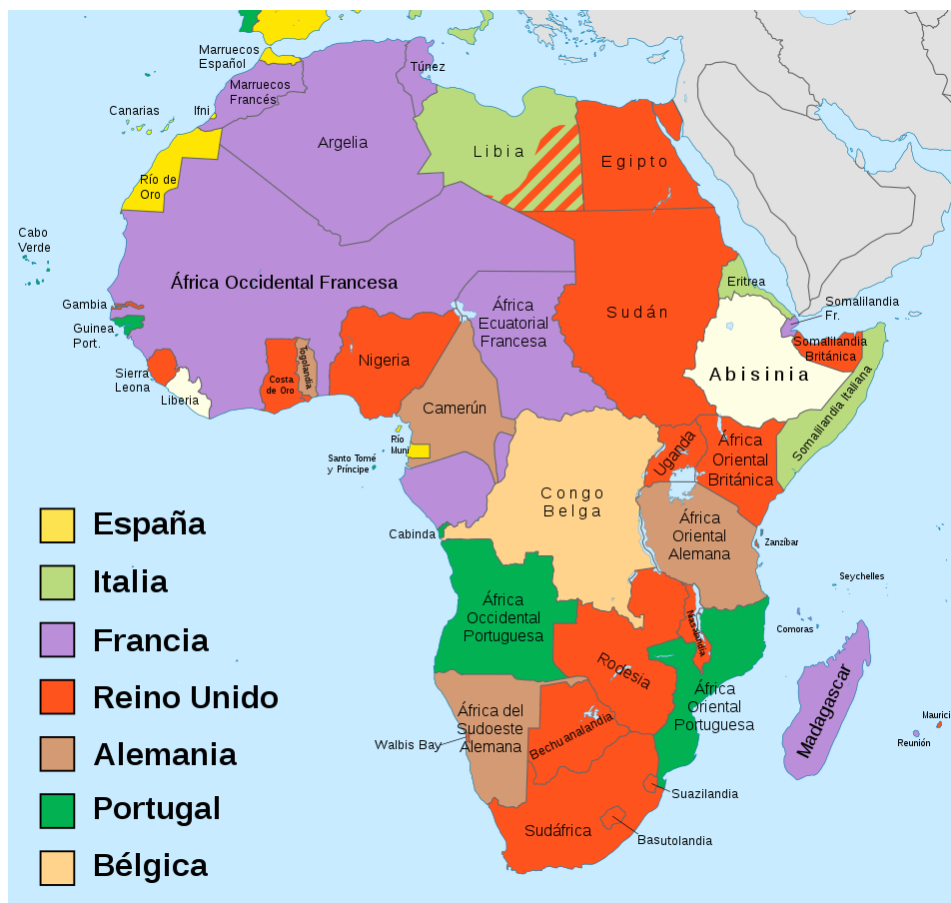 Marruecos
Español
Túnez
Marruecos
Francés
Canarias
Ifni
Argelia
Libia
Egipto
Río de
Oro
Cabo
Verde
África Occidental Francesa
Eritrea
Gambia
África
Ecuatorial
Francesa
Sudán
Somalilandia
Fr.
Guinea
Port.
Somalilandia
Británica
Nigeria
Togolandia
Sierra
Leona
Costa
de Oro
Abisinia
Liberia
Camerún
Somalilandia Italiana
Río
Muni
Uganda
África
Oriental
Británica
Santo Tomé
y Príncipe
Congo
Belga
España
África
Oriental
Alemana
Cabinda
Zanzíbar
Italia
Seychelles
África
Occidental
Portuguesa
Nasalandia
Comoras
Francia
Rodesia
Madagascar
Reino Unido
África del
Sudoeste
Alemana
África
Oriental
Portuguesa
Maurici
Bechuanalandia
Walbis Bay
Reunión
Alemania
Suazilandia
Portugal
Sudáfrica
Basutolandia
Bélgica